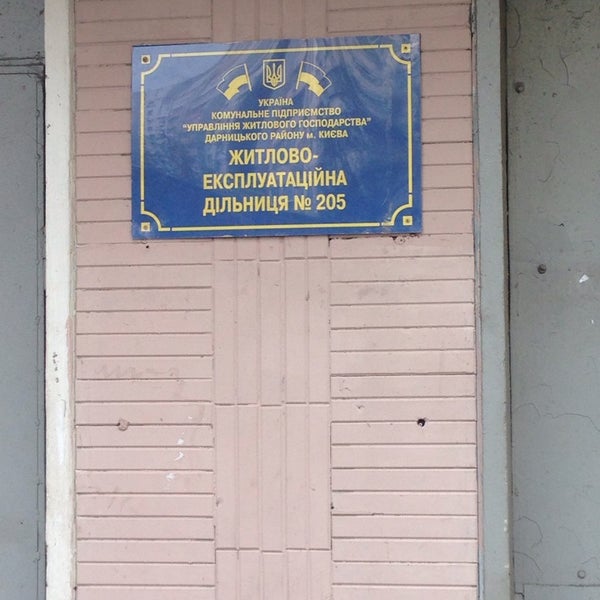 УКРАЇНА
КОМУНАЛЬНЕ ПІДПРИЄМСТВО
"УПРАВЛІННЯ ЖИТЛОВОГО ГОСПОДАРСТВА"
ДАРНИЦЬКОГО РАЙОНУ м. КИЄВА
ЖИТЛОВО-
ЕКСПЛУАТАЦІЙНА
ДІЛЬНИЦЯ № 205